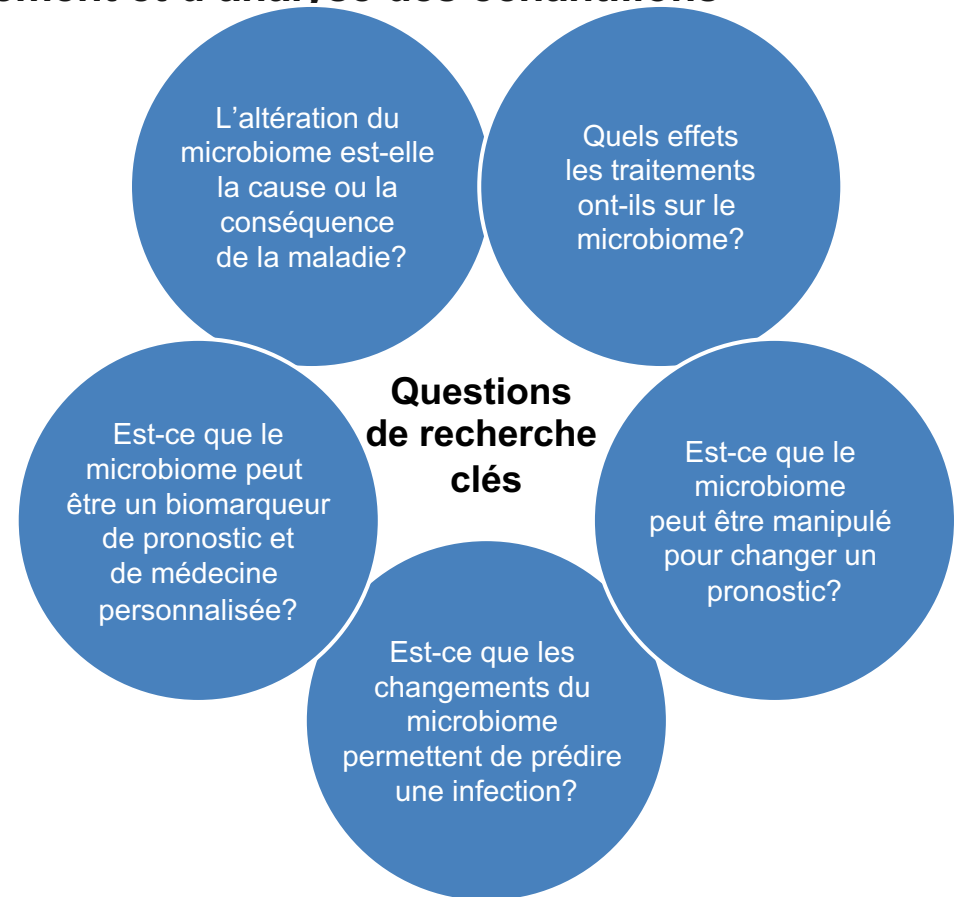 L'altération du
microbiome est-elle
la cause ou la
conséquence
de la maladie?
Quels effets
les traitements
ont-ils sur le
microbiome?
Questions
de recherche
clés
Est-ce que le
microbiome peut
être un biomarqueur
de pronostic et
de médecine
personnalisée?
Est-ce que le
microbiome
peut être manipulé
pour changer un
pronostic?
Est-ce que les
changements du
microbiome
permettent de prédire
une infection?